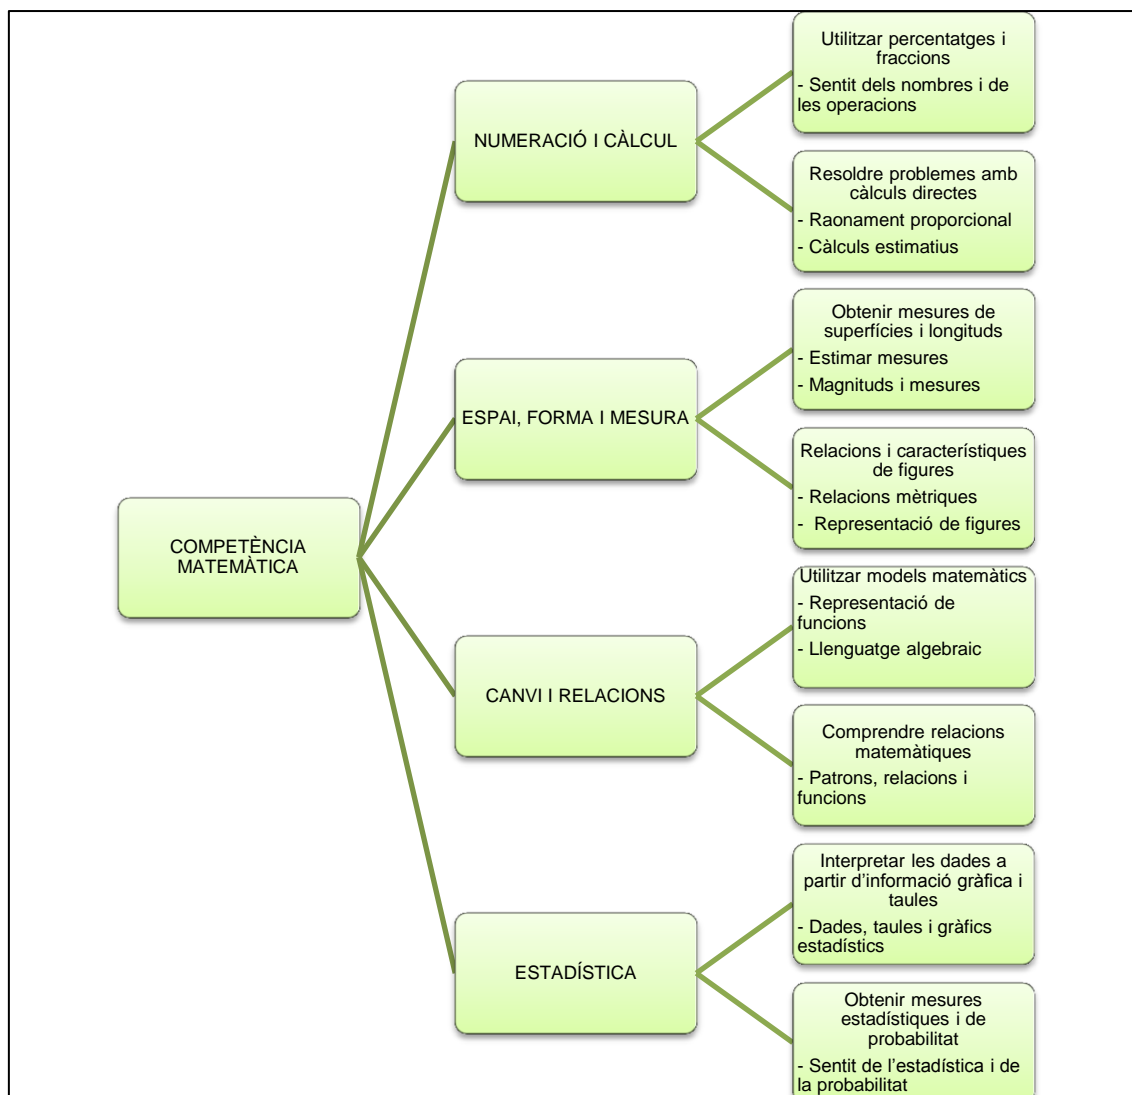 COMPETÈNCIA
MATEMÀTICA
NUMERACIÓ I CÀLCUL
Utilitzar percentatges i
fraccions
- Sentit dels nombres i de
les operacions
Resoldre problemes amb
càlculs directes
- Raonament proporcional
- Càlculs estimatius
ESPAI, FORMA I MESURA
Obtenir mesures de
superfícies i longituds
- Estimar mesures
- Magnituds i mesures
Relacions i característiques
de figures
- Relacions mètriques
- Representació de figures
CANVI I RELACIONS
Utilitzar models matemàtics
- Representació de
funcions
- Llenguatge algebraic
Comprendre relacions
matemàtiques
- Patrons, relacions i
funcions
ESTADÍSTICA
Interpretar les dades a
partir d’informació gràfica i
taules
- Dades, taules i gràfics
estadístics
Obtenir mesures
estadístiques i de
probabilitat
- Sentit de l’estadística i de
la probabilitat